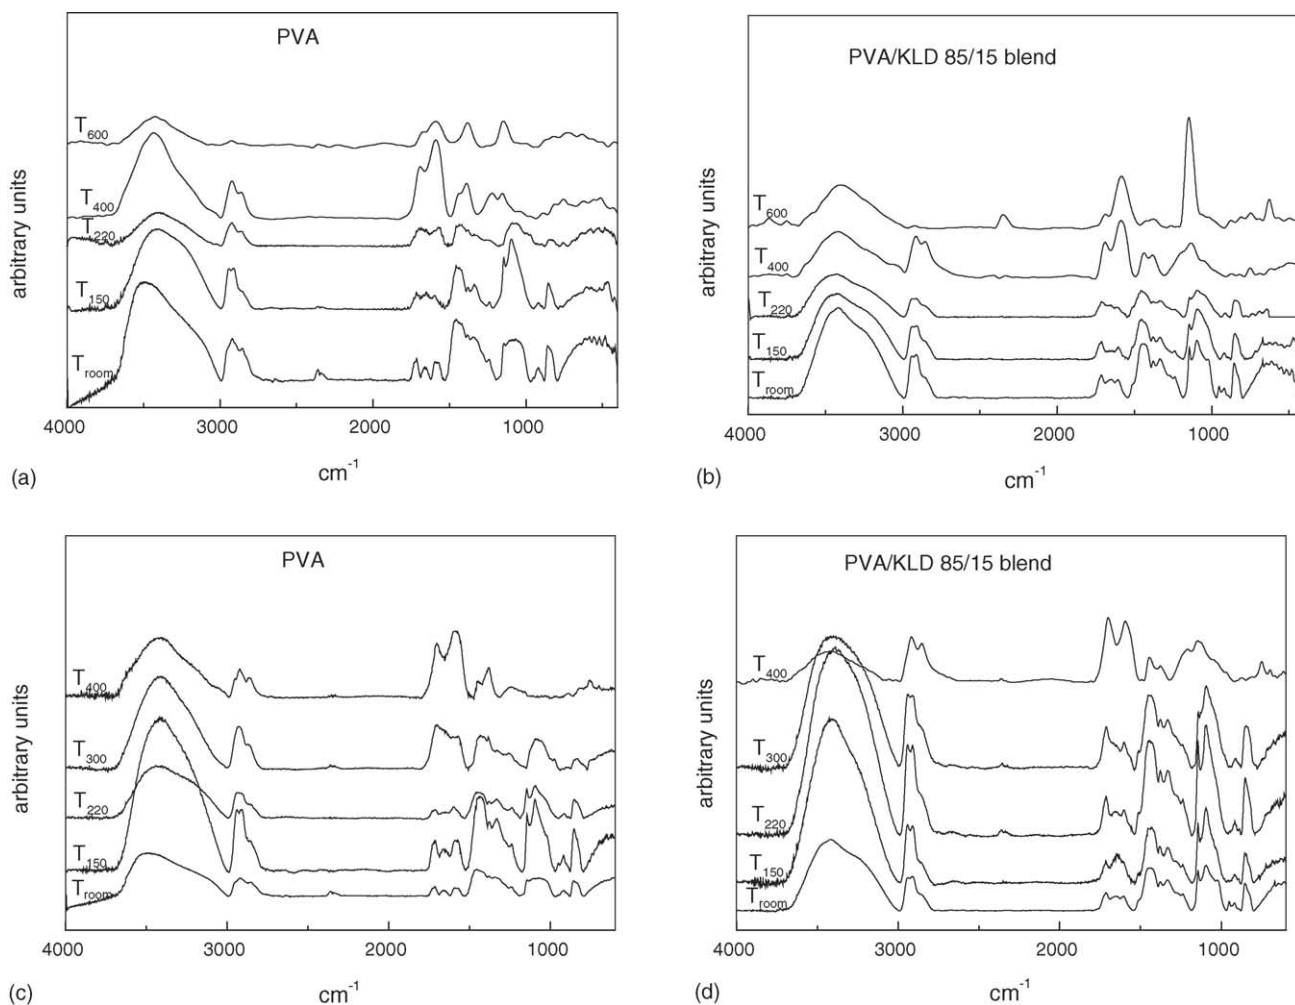 PVA
T600
T400
T220
T150
Troom
arbitrary units
4000 3000 2000 1000
cm-1
(a)
PVA/KLD 85/15 blend
T600
T400
T220
T150
Troom
arbitrary units
4000 3000 2000 1000
cm-1
(b)
PVA
T400
T300
T220
T150
Troom
arbitrary units
4000 3000 2000 1000
cm-1
(c)
PVA/KLD 85/15 blend
T400
T300
T220
T150
Troom
arbitrary units
4000 3000 2000 1000
cm-1
(d)